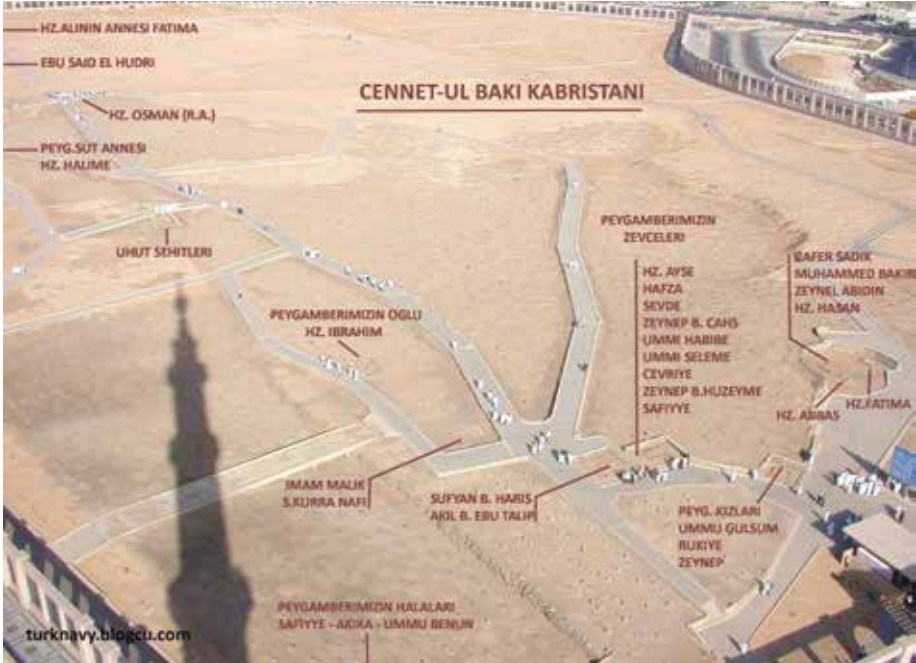 HZ.ALININ ANNESI FATIMA
EBU SAID EL HUDRI
CENNET-UL BAKI KABRISTANI
HZ. OSMAN (R.A.)
PEYG.SUT ANNESI
HZ. HALIME
UHUT SEHITLERI
PEYGAMBERIMIZIN
ZEVCELERI
HZ. AYSE
HAFZA
SEVDE
ZEYNEP B. CAHS
UMMI HABIBE
UMMI SELEME
CEVRIYE
ZEYNEP B.HUZEYME
SAFIYYE
CAFER SADIK
MUHAMMED BAKIR
ZEYNEL ABIDIN
HZ. HASAN
PEYGAMBERIMIZIN OGLU
HZ. IBRAHIM
HZ. ABBAS
HZ.FATIMA
IMAM MALIK
S.KURRA NAFI
SUFYAN B. HARIS
AKIL B. EBU TALIP
PEYG. KIZLARI
UMMU GULSUM
RUKIYE
ZEYNEP
PEYGAMBERIMIZIN HALALARI
SAFIYYE - AKIKA - UMMU BENUN
turknavy.blogcu.com